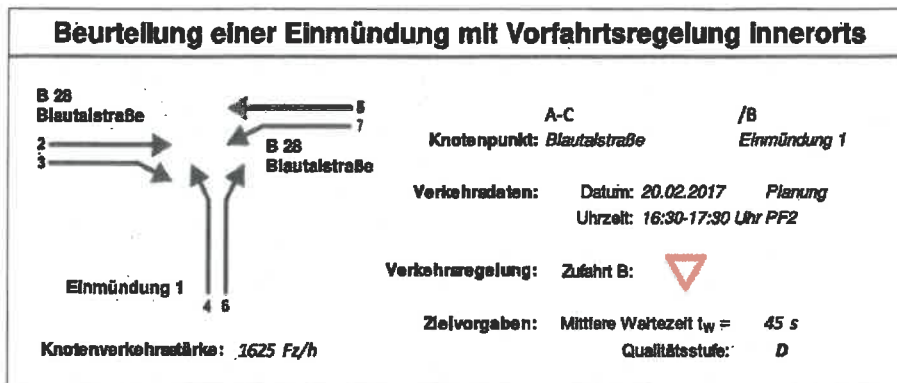 Beurteilung einer Einmündung mit Vorfahrtsregelung innerorts
B 28
Blautalstraße
8
7
2
3
B 28
Blautalstraße
Einmündung 1
4 6
Knotenverkehrsstärke: 1625 Fz/h
A-C /B
Knotenpunkt: Blautalstraße Einmündung 1
Verkehrsdaten: Datum: 20.02.2017 Planung
Uhrzeit: 16:30-17:30 Uhr PF2
Verkehrsregelung: Zufahrt B:
Zielvorgaben: Mittlere Wartezeit tw = 45 s
Qualitätsstufe: D